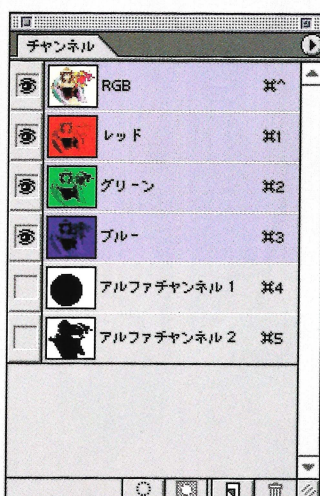 チャンネル
RGB ⌘^
レッド ⌘1
グリーン ⌘2
ブルー ⌘3
アルファチャンネル 1 ⌘4
アルファチャンネル 2 ⌘5